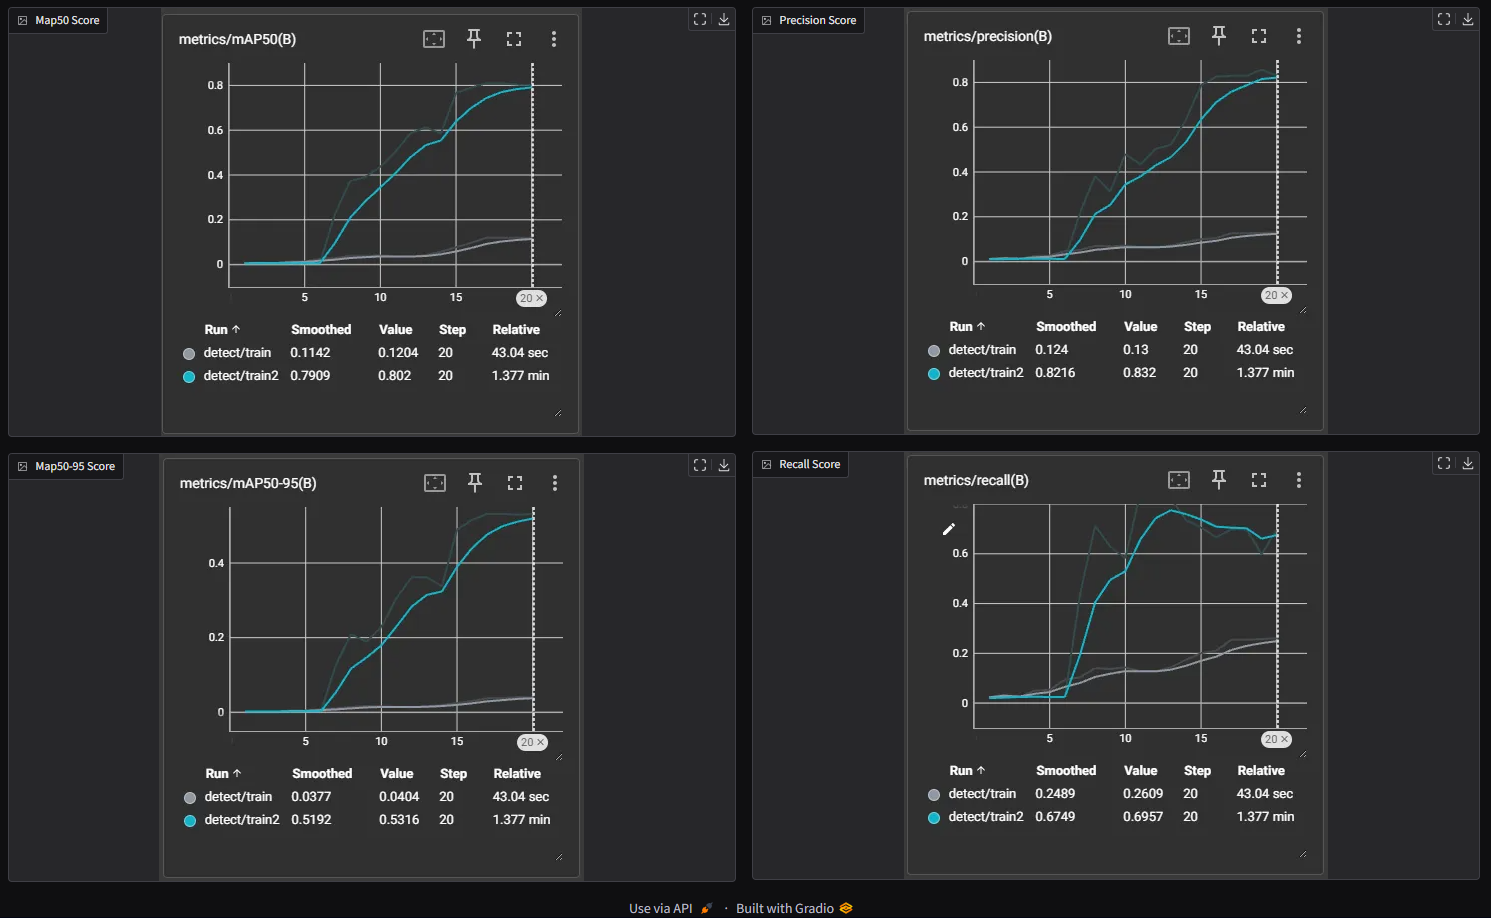 Map50 Score
metrics/mAP50(B)
0.8
0.6
0.4
0.2
0
5 10 15 20 ×
Run ↑ Smoothed Value Step Relative
detect/train 0.1142 0.1204 20 43.04 sec
detect/train2 0.7909 0.802 20 1.377 min
Precision Score
metrics/precision(B)
0.8
0.6
0.4
0.2
0
5 10 15 20 ×
Run ↑ Smoothed Value Step Relative
detect/train 0.124 0.13 20 43.04 sec
detect/train2 0.8216 0.832 20 1.377 min
Map50-95 Score
metrics/mAP50-95(B)
0.4
0.2
0
5 10 15 20 ×
Run ↑ Smoothed Value Step Relative
detect/train 0.0377 0.0404 20 43.04 sec
detect/train2 0.5192 0.5316 20 1.377 min
Recall Score
metrics/recall(B)
0.6
0.4
0.2
0
5 10 15 20 ×
Run ↑ Smoothed Value Step Relative
detect/train 0.2489 0.2609 20 43.04 sec
detect/train2 0.6749 0.6957 20 1.377 min
Use via API · Built with Gradio